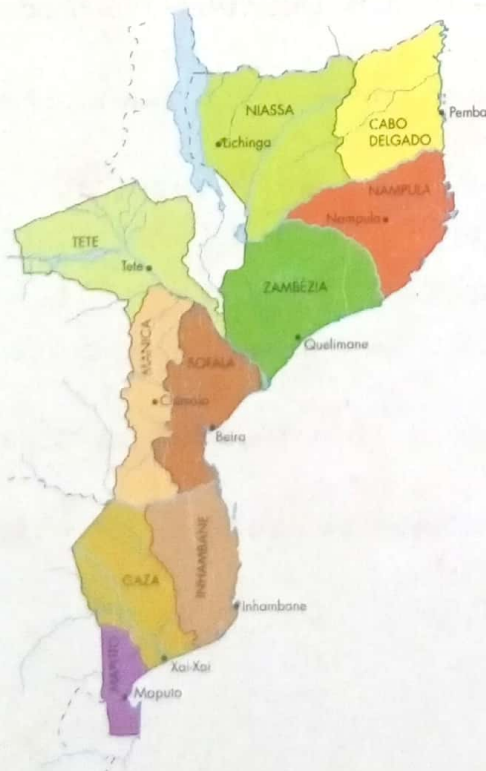 NIASSA
Lichinga
CABO
DELGADO
Pemba
NAMPULA
Nampula
TETE
Tete
ZAMBÉZIA
Quelimane
MANICA
SOFALA
Chimoio
Beira
GAZA
INHAMBANE
Inhambane
Xai-Xai
MAPUTO
Maputo